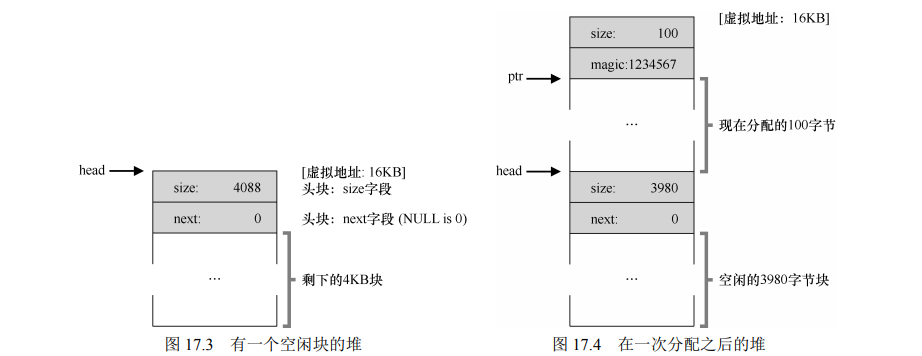 head
[虚拟地址: 16KB]
size: 4088
头块：size字段
next: 0
头块：next字段 (NULL is 0)
...
剩下的4KB块
图 17.3 有一个空闲块的堆
[虚拟地址：16KB]
size: 100
magic:1234567
ptr
...
现在分配的100字节
head
size: 3980
next: 0
...
空闲的3980字节块
图 17.4 在一次分配之后的堆